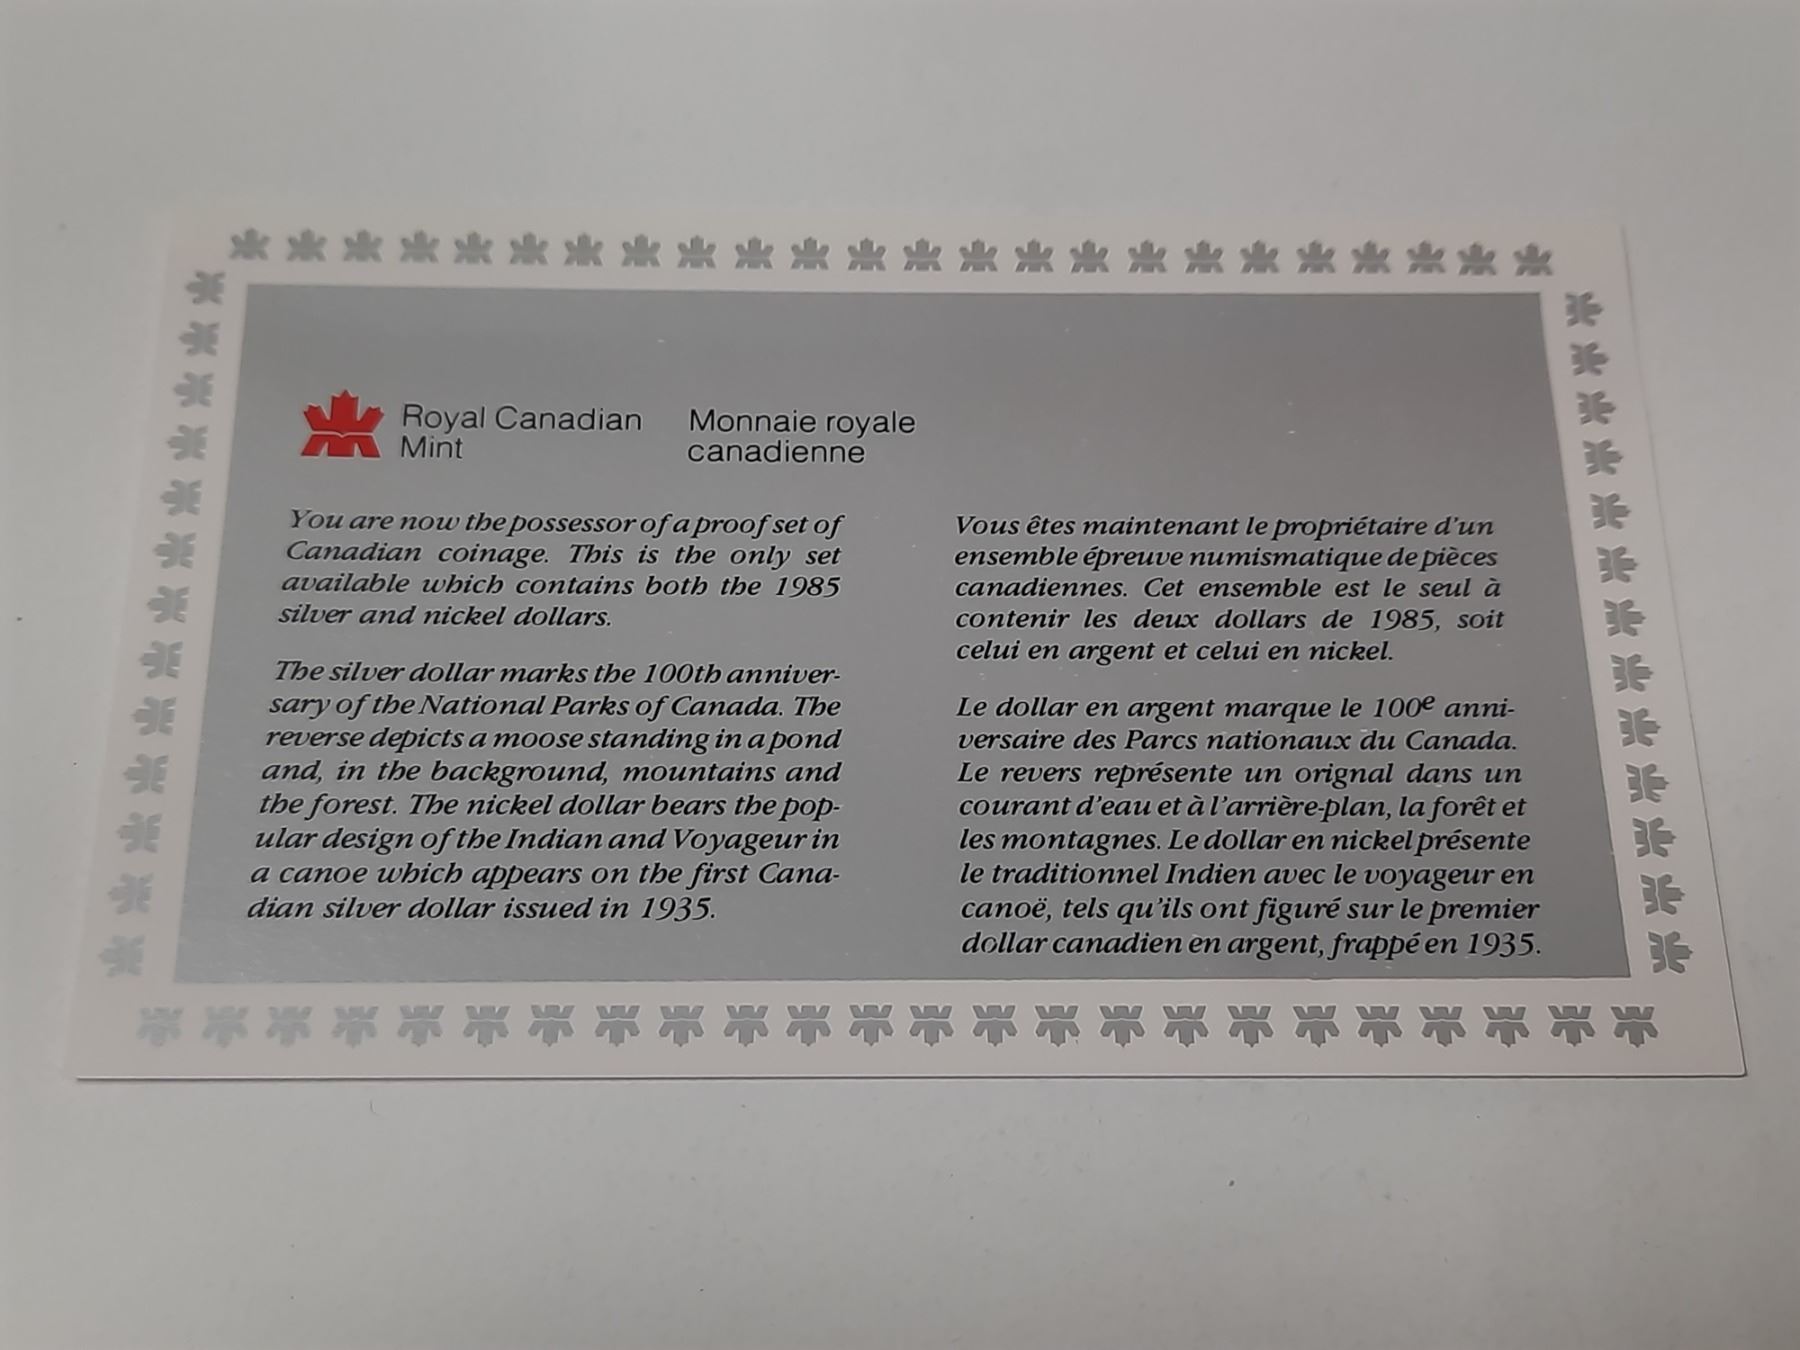 Royal Canadian
Mint
Monnaie royale
canadienne
You are now the possessor of a proof set of
Canadian coinage. This is the only set
available which contains both the 1985
silver and nickel dollars.
The silver dollar marks the 100th anniver-
sary of the National Parks of Canada. The
reverse depicts a moose standing in a pond
and, in the background, mountains and
the forest. The nickel dollar bears the pop-
ular design of the Indian and Voyageur in
a canoe which appears on the first Cana-
dian silver dollar issued in 1935.
Vous êtes maintenant le propriétaire d'un
ensemble épreuve numismatique de pièces
canadiennes. Cet ensemble est le seul à
contenir les deux dollars de 1985, soit
celui en argent et celui en nickel.
Le dollar en argent marque le 100e anni-
versaire des Parcs nationaux du Canada.
Le revers représente un orignal dans un
courant d'eau et à l'arrière-plan, la forêt et
les montagnes. Le dollar en nickel présente
le traditionnel Indien avec le voyageur en
canoë, tels qu'ils ont figuré sur le premier
dollar canadien en argent, frappé en 1935.